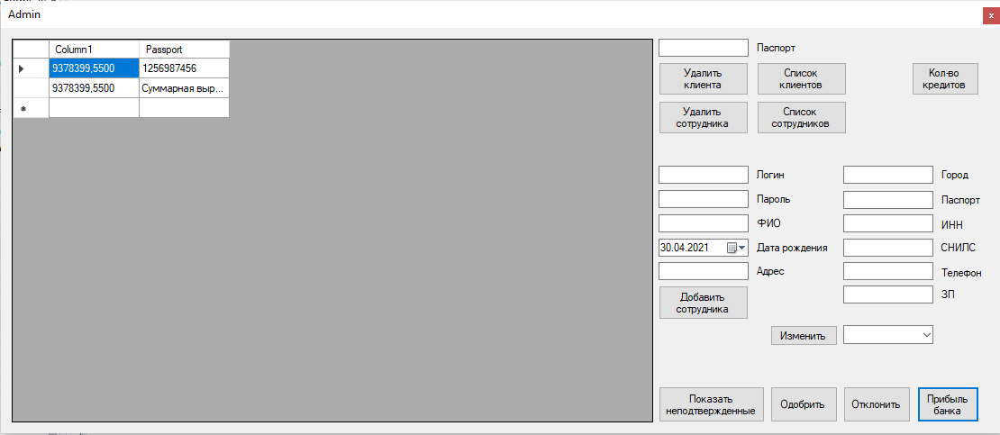 Admin
Column1 Passport
9378399,5500 1256987456
9378399,5500 Суммарная выр...
Паспорт
Удалить
клиента
Список
клиентов
Кол-во
кредитов
Удалить
сотрудника
Список
сотрудников
Логин
Город
Пароль
Паспорт
ФИО
ИНН
30.04.2021
Дата рождения
СНИЛС
Адрес
Телефон
ЗП
Добавить
сотрудника
Изменить
Показать
неподтвержденные
Одобрить
Отклонить
Прибыль
банка